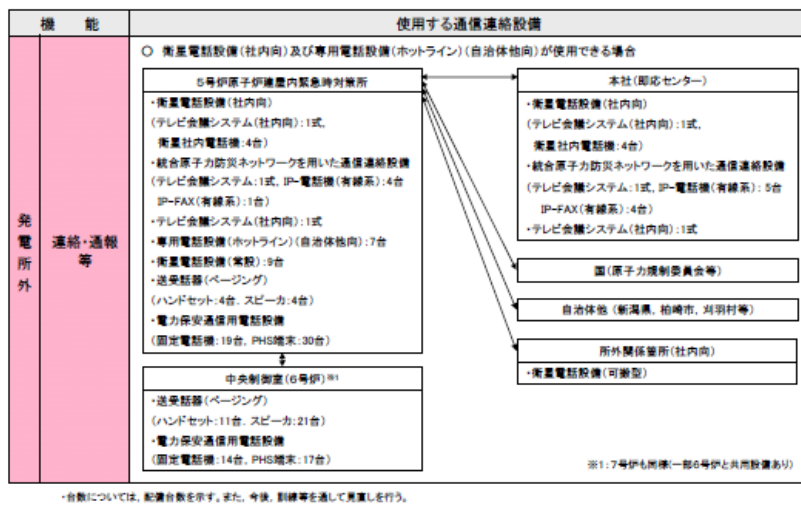 機 能
使用する通信連絡設備
発電所外
連絡・通報等
○ 衛星電話設備(社内向)及び専用電話設備(ホットライン)(自治体他向)が使用できる場合
5号炉原子炉建屋内緊急時対策所
・衛星電話設備(社内向)
(テレビ会議システム(社内向):1式,
衛星社内電話機:4台)
・統合原子力防災ネットワークを用いた通信連絡設備
(テレビ会議システム:1式, IP-電話機(有線系):4台
IP-FAX(有線系):1台)
・テレビ会議システム(社内向):1式
・専用電話設備(ホットライン)(自治体他向):7台
・衛星電話設備(常設):9台
・送受話器(ページング)
(ハンドセット:4台, スピーカ:4台)
・電力保安通信用電話設備
(固定電話機:19台, PHS端末:30台)
中央制御室(6号炉)※1
・送受話器(ページング)
(ハンドセット:11台, スピーカ:21台)
・電力保安通信用電話設備
(固定電話機:14台, PHS端末:17台)
本社(即応センター)
・衛星電話設備(社内向)
(テレビ会議システム(社内向):1式,
衛星社内電話機:4台)
・統合原子力防災ネットワークを用いた通信連絡設備
(テレビ会議システム:1式, IP-電話機(有線系):5台
IP-FAX(有線系):4台)
・テレビ会議システム(社内向):1式
国(原子力規制委員会等)
自治体他(新潟県, 柏崎市, 刈羽村等)
所外関係箇所(社内向)
・衛星電話設備(可搬型)
※1:7号炉も同様(一部6号炉と共用設備あり)
・台数については, 配備台数を示す。また, 今後, 訓練等を通して見直しを行う。